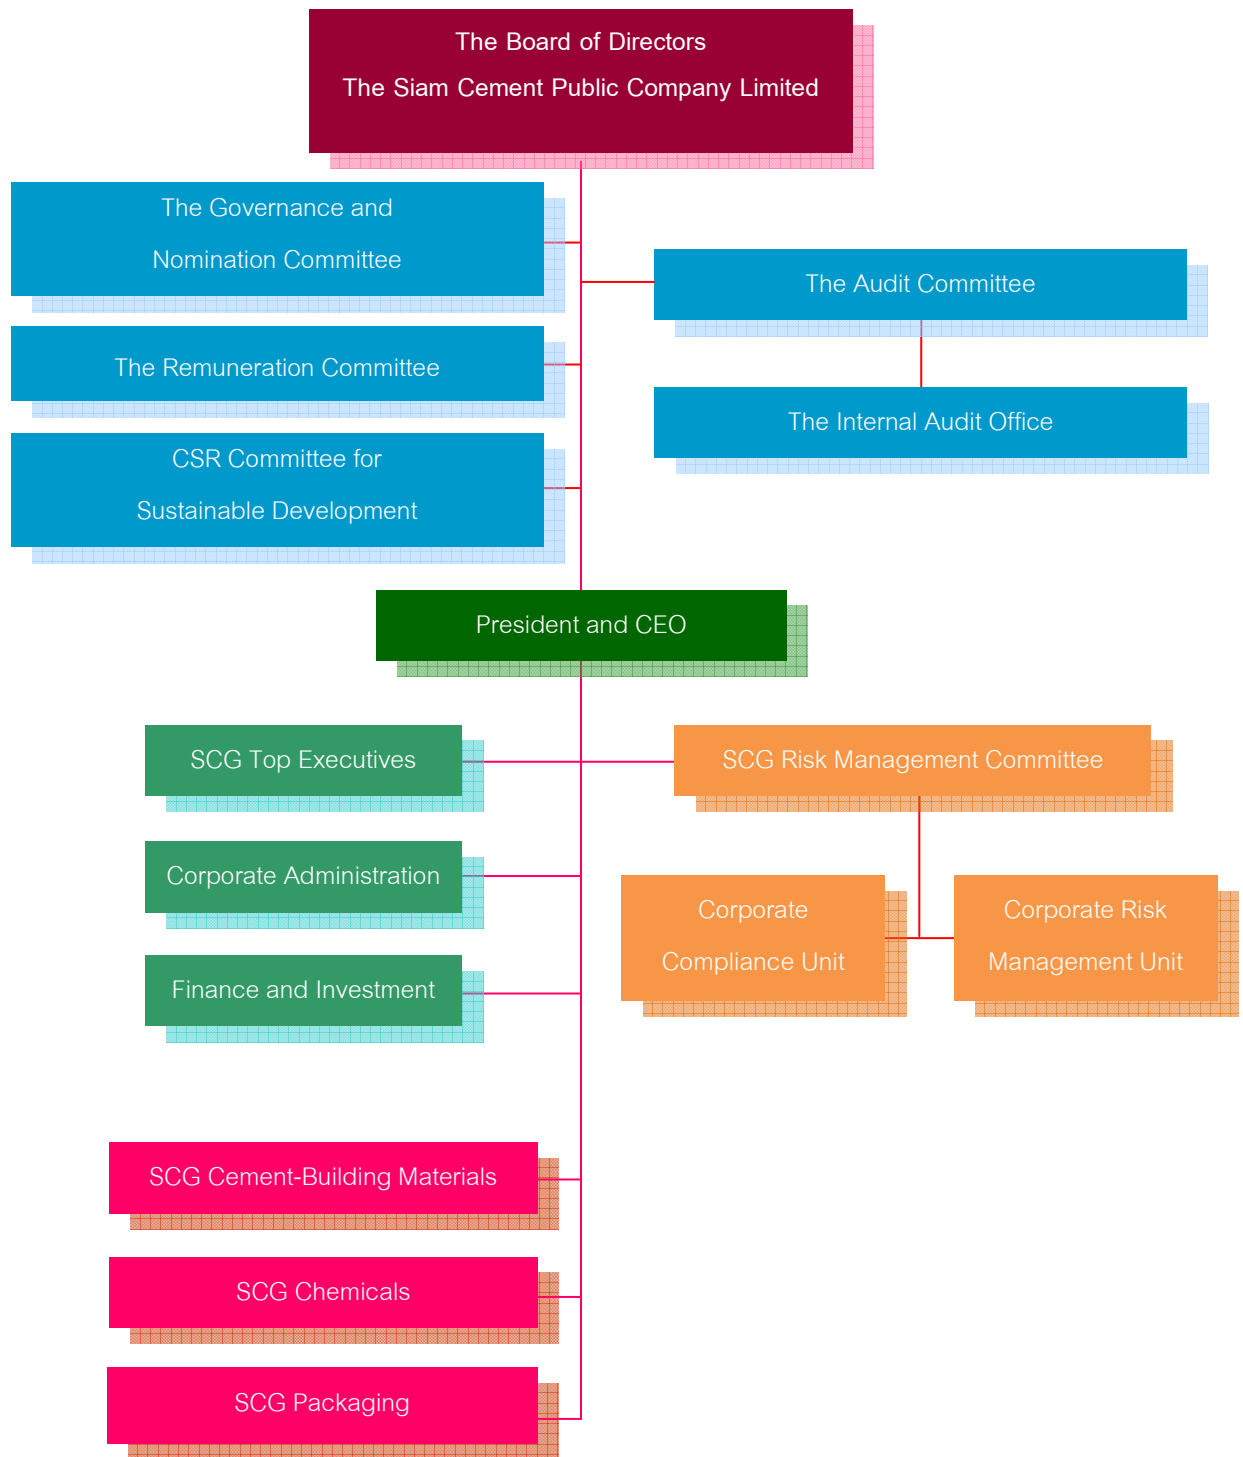 The Board of Directors
The Siam Cement Public Company Limited
The Governance and
Nomination Committee
The Audit Committee
The Remuneration Committee
The Internal Audit Office
CSR Committee for
Sustainable Development
President and CEO
SCG Top Executives
SCG Risk Management Committee
Corporate Administration
Corporate
Compliance Unit
Corporate Risk
Management Unit
Finance and Investment
SCG Cement-Building Materials
SCG Chemicals
SCG Packaging